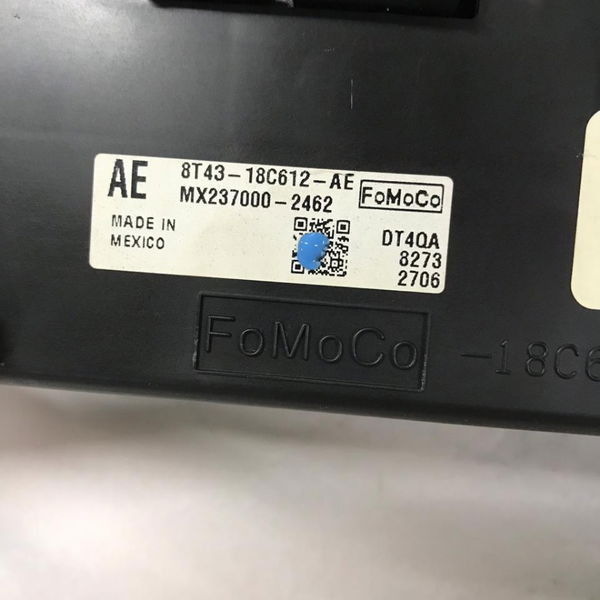 AE
8T43-18C612-AE
MX237000-2462
FoMoCo
MADE IN
MEXICO
DT4QA
8273
2706
FoMoCo
-18C6